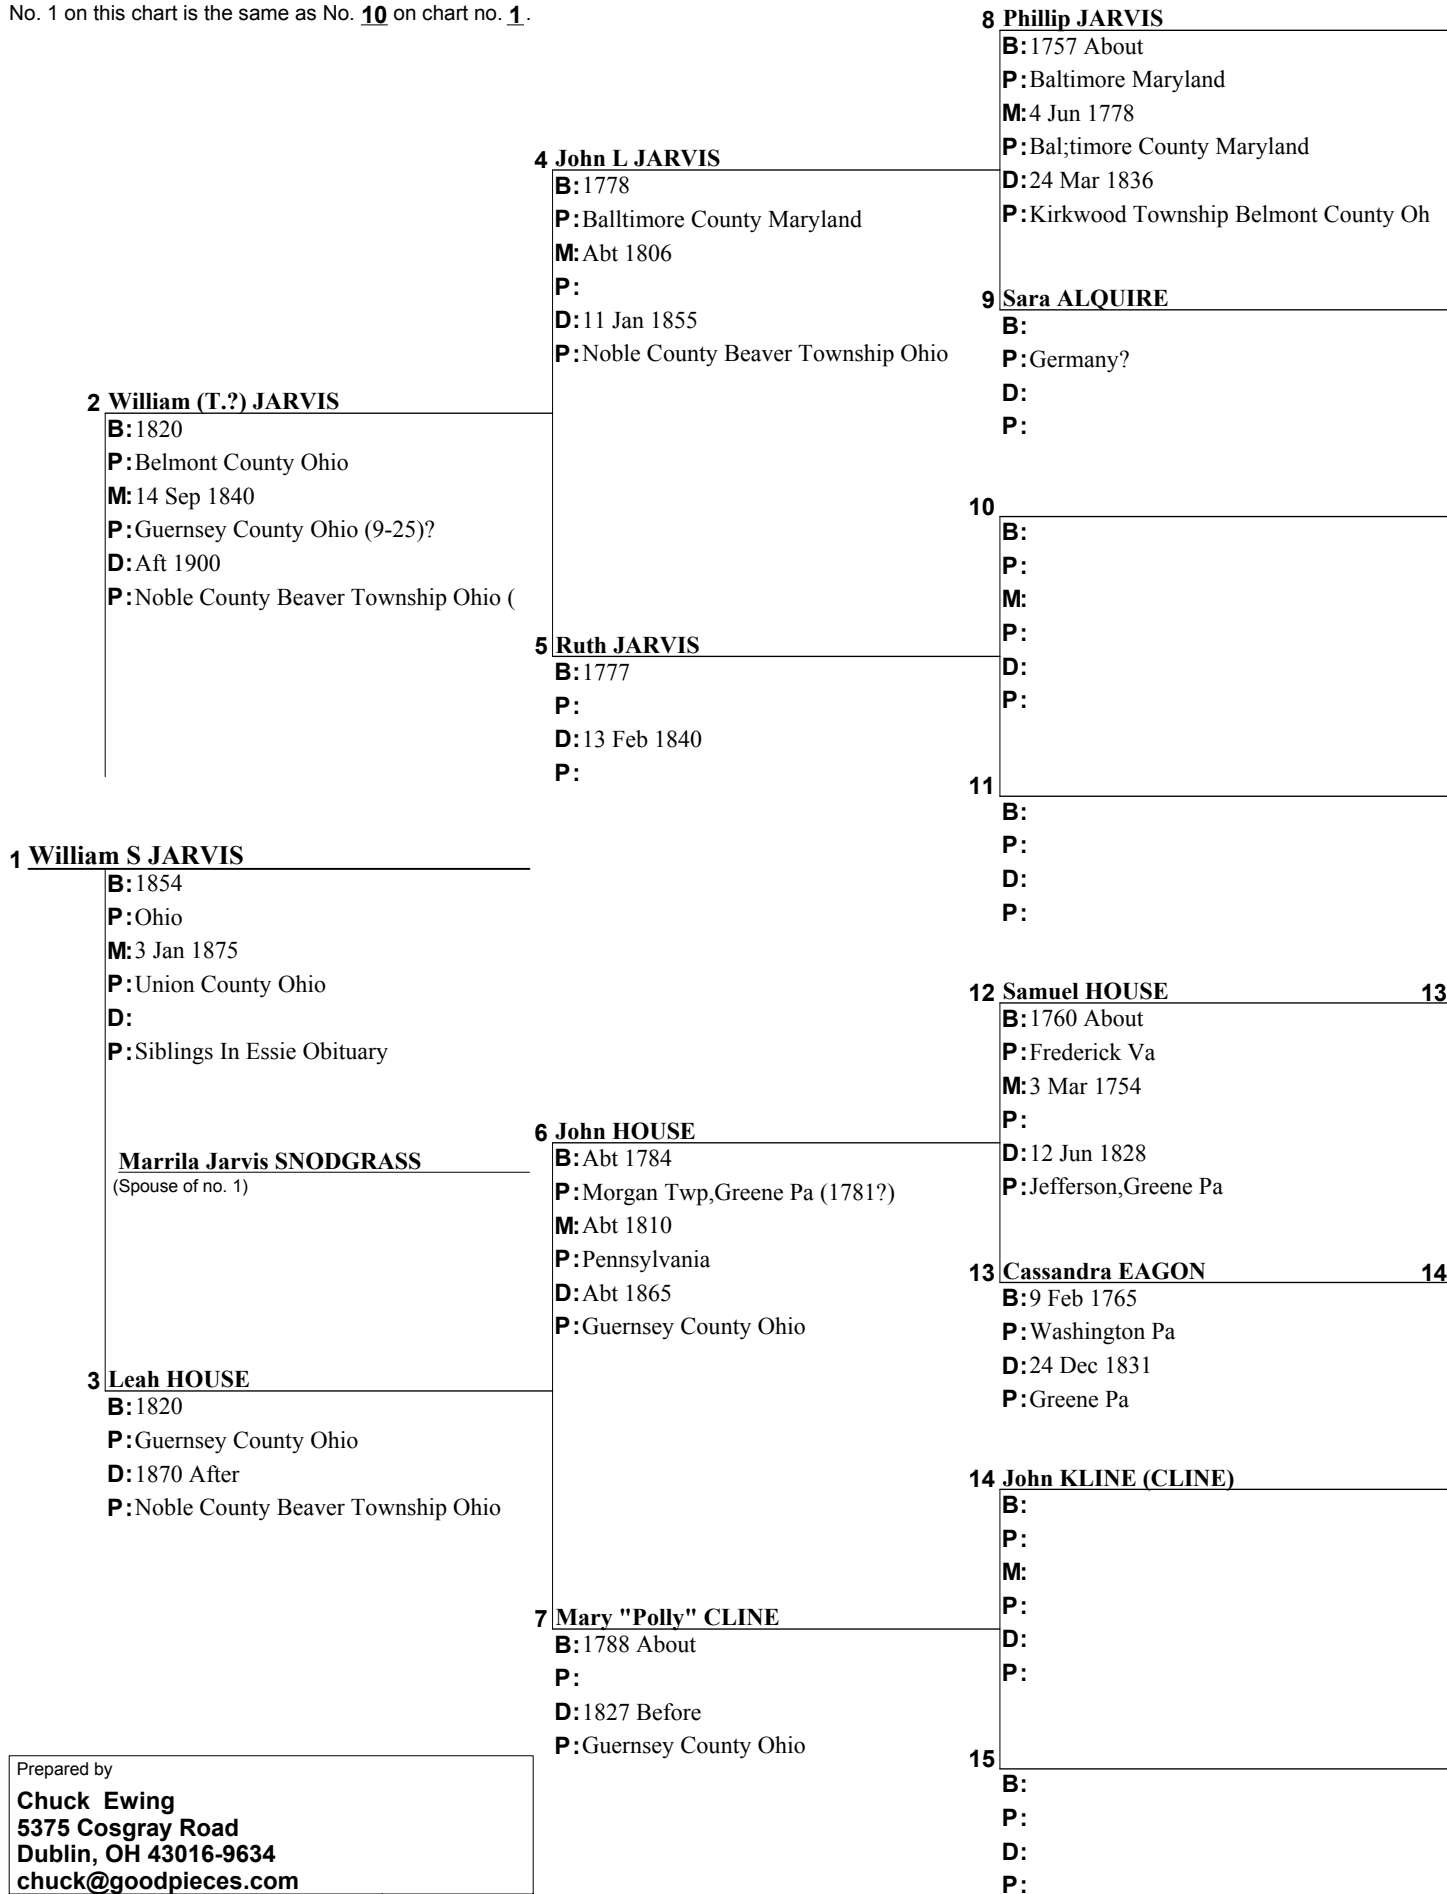 No. 1 on this chart is the same as No. 10 on chart no. 1.
8 Phillip JARVIS
B: 1757 About
P: Baltimore Maryland
M: 4 Jun 1778
P: Bal;timore County Maryland
D: 24 Mar 1836
P: Kirkwood Township Belmont County Oh
4 John L JARVIS
B: 1778
P: Balltimore County Maryland
M: Abt 1806
P:
D: 11 Jan 1855
P: Noble County Beaver Township Ohio
9 Sara ALQUIRE
B:
P: Germany?
D:
P:
2 William (T.?) JARVIS
B: 1820
P: Belmont County Ohio
M: 14 Sep 1840
P: Guernsey County Ohio (9-25)?
D: Aft 1900
P: Noble County Beaver Township Ohio (
10
B:
P:
M:
P:
D:
P:
5 Ruth JARVIS
B: 1777
P:
D: 13 Feb 1840
P:
11
B:
P:
D:
P:
1 William S JARVIS
B: 1854
P: Ohio
M: 3 Jan 1875
P: Union County Ohio
D:
P: Siblings In Essie Obituary
Marrila Jarvis SNODGRASS
(Spouse of no. 1)
12 Samuel HOUSE 13
B: 1760 About
P: Frederick Va
M: 3 Mar 1754
P:
D: 12 Jun 1828
P: Jefferson,Greene Pa
6 John HOUSE
B: Abt 1784
P: Morgan Twp,Greene Pa (1781?)
M: Abt 1810
P: Pennsylvania
D: Abt 1865
P: Guernsey County Ohio
13 Cassandra EAGON 14
B: 9 Feb 1765
P: Washington Pa
D: 24 Dec 1831
P: Greene Pa
3 Leah HOUSE
B: 1820
P: Guernsey County Ohio
D: 1870 After
P: Noble County Beaver Township Ohio
14 John KLINE (CLINE)
B:
P:
M:
P:
D:
P:
7 Mary "Polly" CLINE
B: 1788 About
P:
D: 1827 Before
P: Guernsey County Ohio
15
B:
P:
D:
P:
Prepared by
Chuck Ewing
5375 Cosgray Road
Dublin, OH 43016-9634
chuck@goodpieces.com